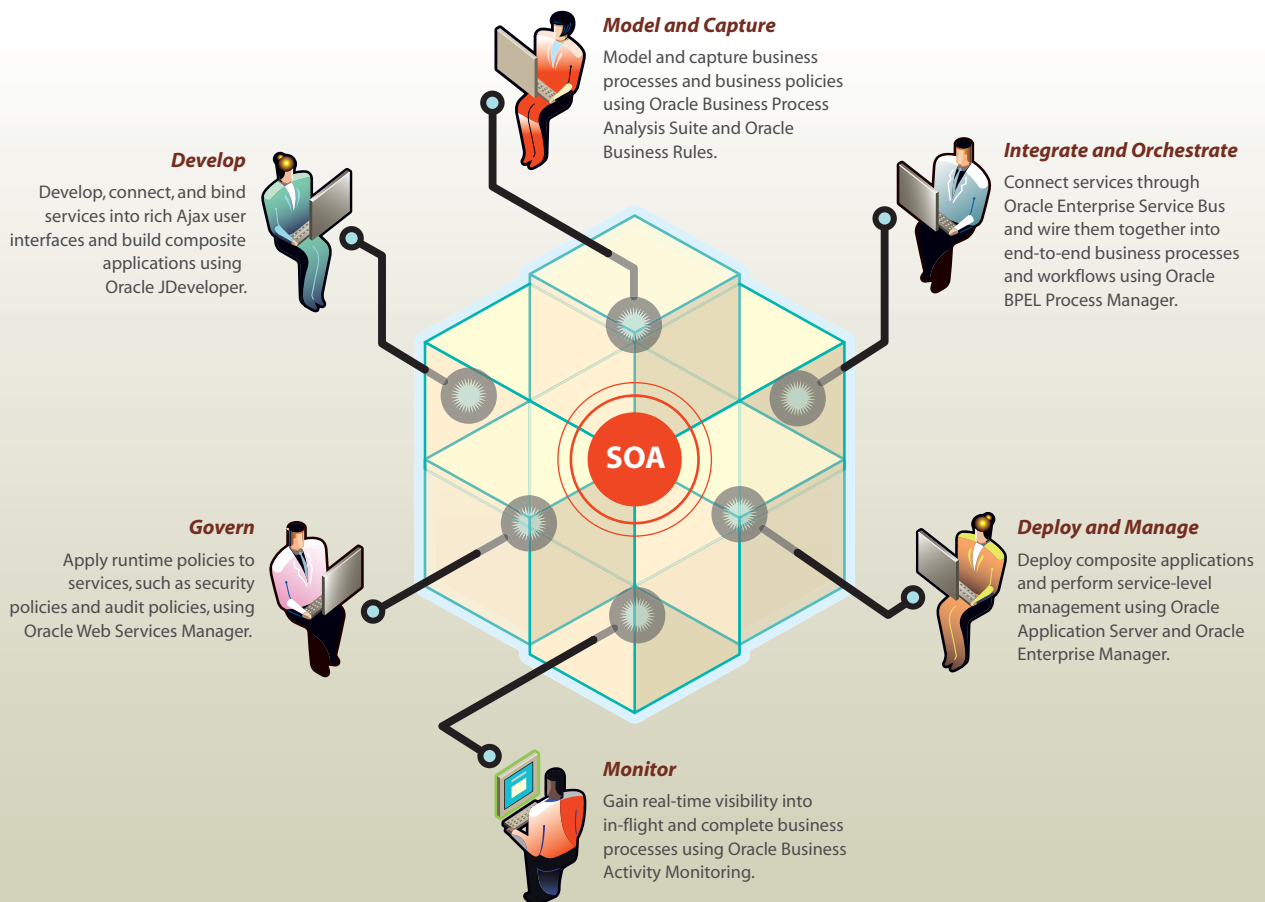 Model and Capture
Model and capture business
processes and business policies
using Oracle Business Process
Analysis Suite and Oracle
Business Rules.
Develop
Develop, connect, and bind
services into rich Ajax user
interfaces and build composite
applications using
Oracle JDeveloper.
Integrate and Orchestrate
Connect services through
Oracle Enterprise Service Bus
and wire them together into
end-to-end business processes
and workflows using Oracle
BPEL Process Manager.
SOA
Govern
Apply runtime policies to
services, such as security
policies and audit policies, using
Oracle Web Services Manager.
Deploy and Manage
Deploy composite applications
and perform service-level
management using Oracle
Application Server and Oracle
Enterprise Manager.
Monitor
Gain real-time visibility into
in-flight and complete business
processes using Oracle Business
Activity Monitoring.